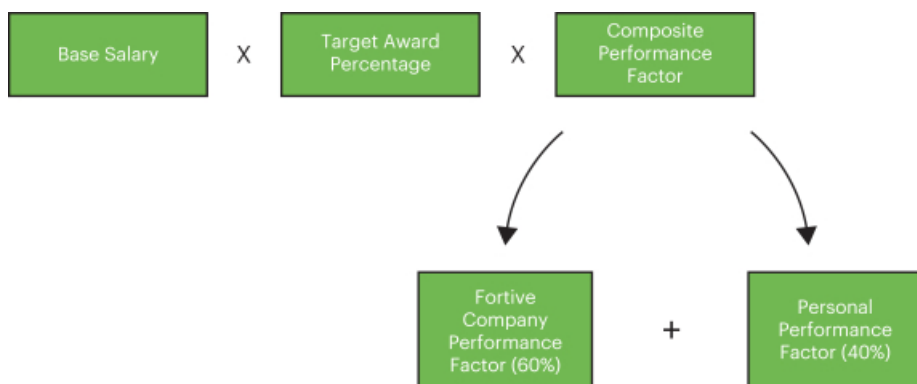 Base Salary
X
Target Award
Percentage
X
Composite
Performance
Factor
Fortive
Company
Performance
Factor (60%)
+
Personal
Performance
Factor (40%)